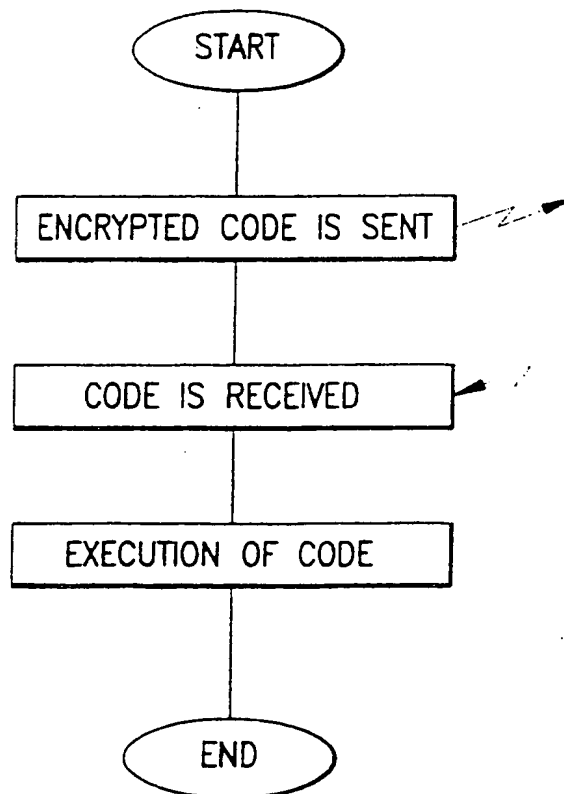 START
ENCRYPTED CODE IS SENT
CODE IS RECEIVED
EXECUTION OF CODE
END